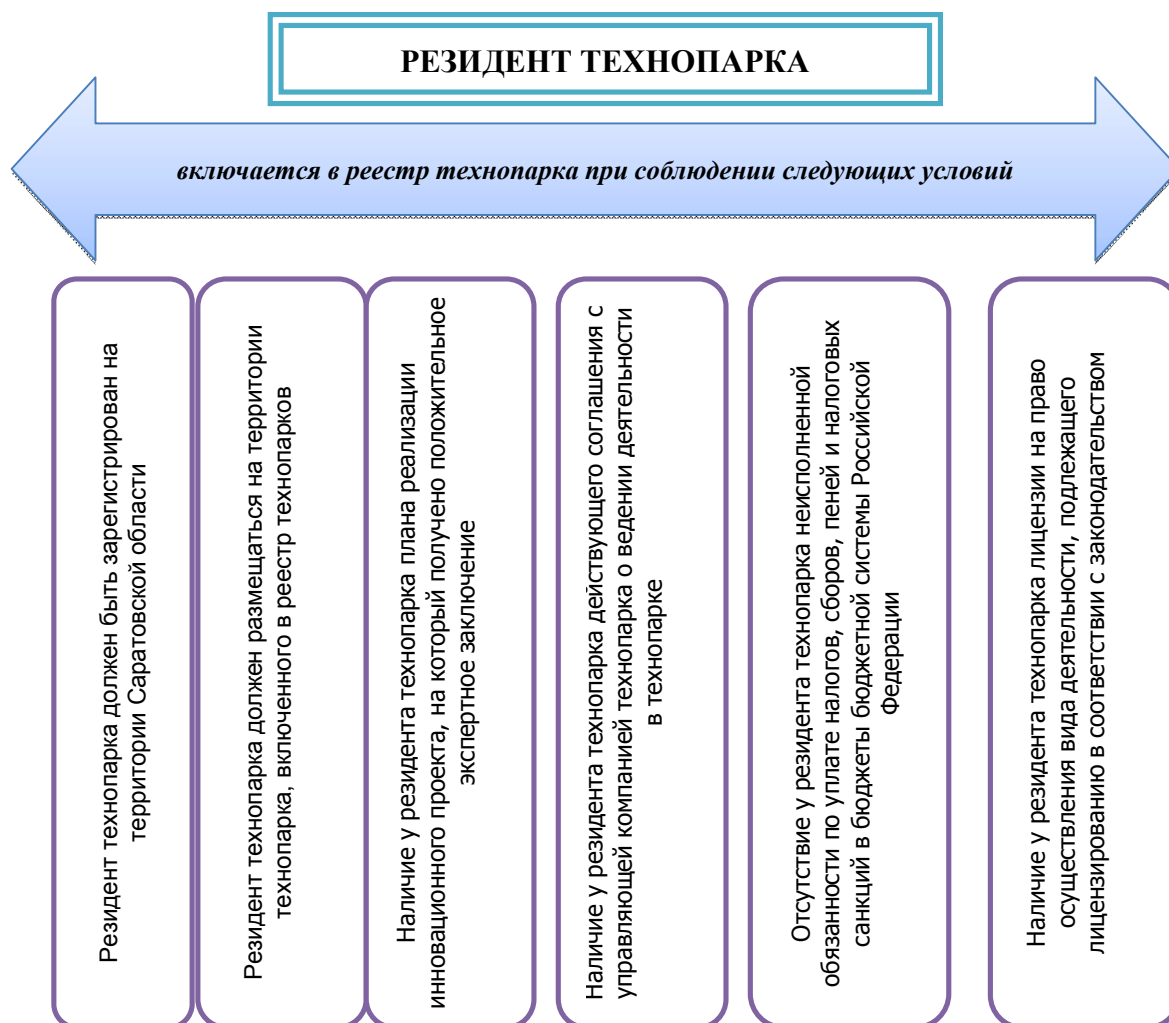 РЕЗИДЕНТ ТЕХНОПАРКА
включается в реестр технопарка при соблюдении следующих условий
Резидент технопарка должен быть зарегистрирован на
территории Саратовской области
Резидент технопарка должен размещаться на территории
технопарка, включенного в реестр технопарков
Наличие у резидента технопарка плана реализации
инновационного проекта, на который получено положительное
экспертное заключение
Наличие у резидента технопарка действующего соглашения с
управляющей компанией технопарка о ведении деятельности
в технопарке
Отсутствие у резидента технопарка неисполненной
обязанности по уплате налогов, сборов, пеней и налоговых
санкций в бюджеты бюджетной системы Российской
Федерации
Наличие у резидента технопарка лицензии на право
осуществления вида деятельности, подлежащего
лицензированию в соответствии с законодательством